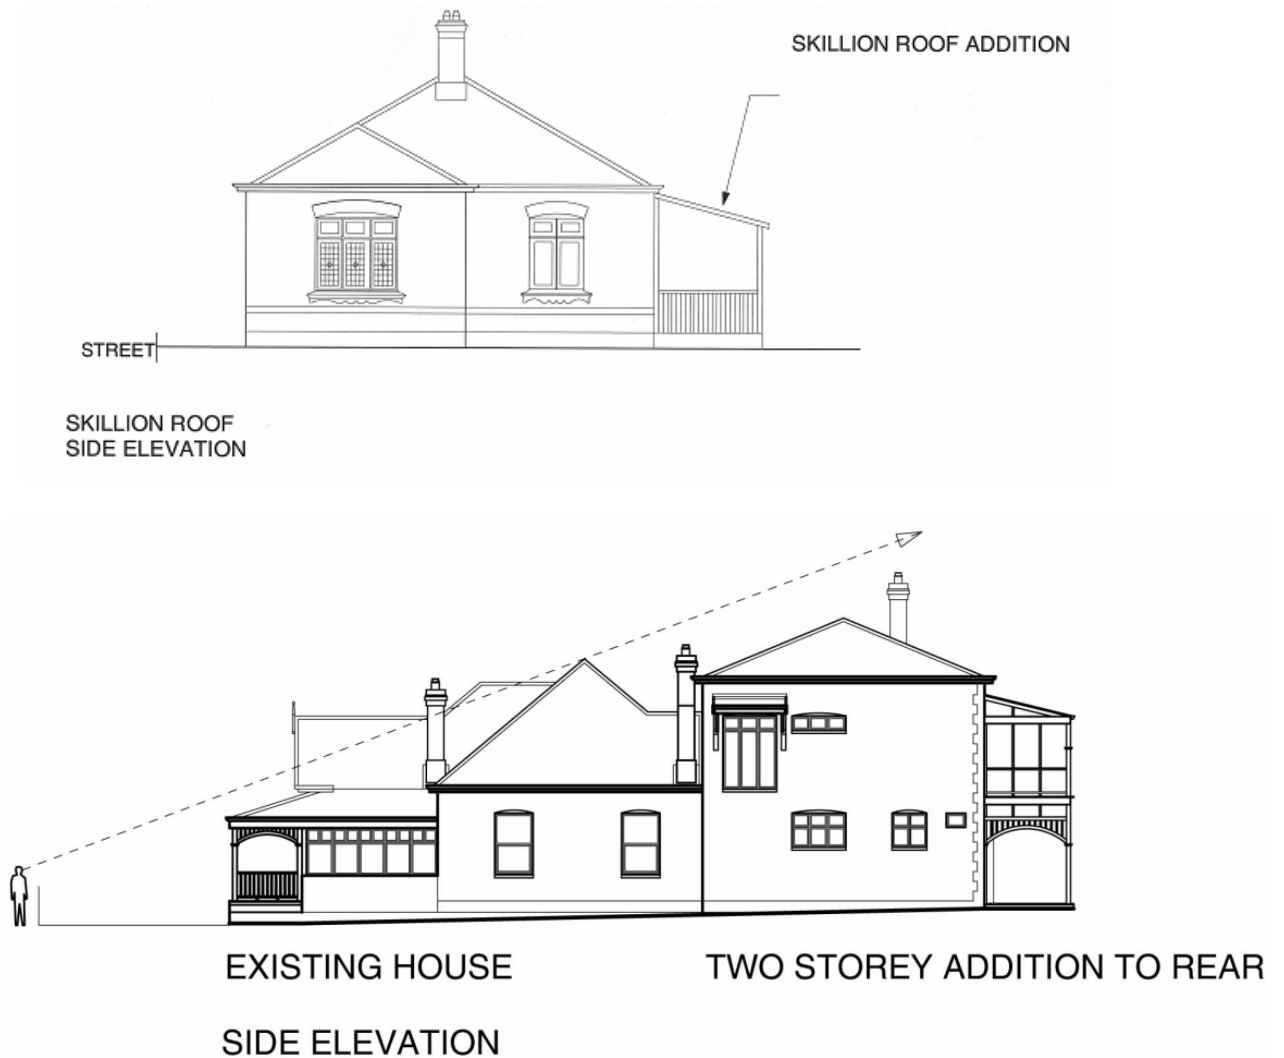 SKILLION ROOF ADDITION
STREET
SKILLION ROOF
SIDE ELEVATION
EXISTING HOUSE
TWO STOREY ADDITION TO REAR
SIDE ELEVATION